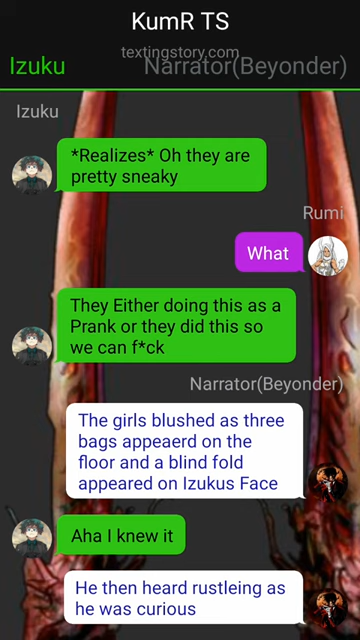 KumR TS
textingstory.com
Izuku
Narrator(Beyonder)
Izuku
*Realizes* Oh they are
pretty sneaky
Rumi
What
They Either doing this as a
Prank or they did this so
we can f*ck
Narrator(Beyonder)
The girls blushed as three
bags appeaerd on the
floor and a blind fold
appeared on Izukus Face
Aha I knew it
He then heard rustleing as
he was curious